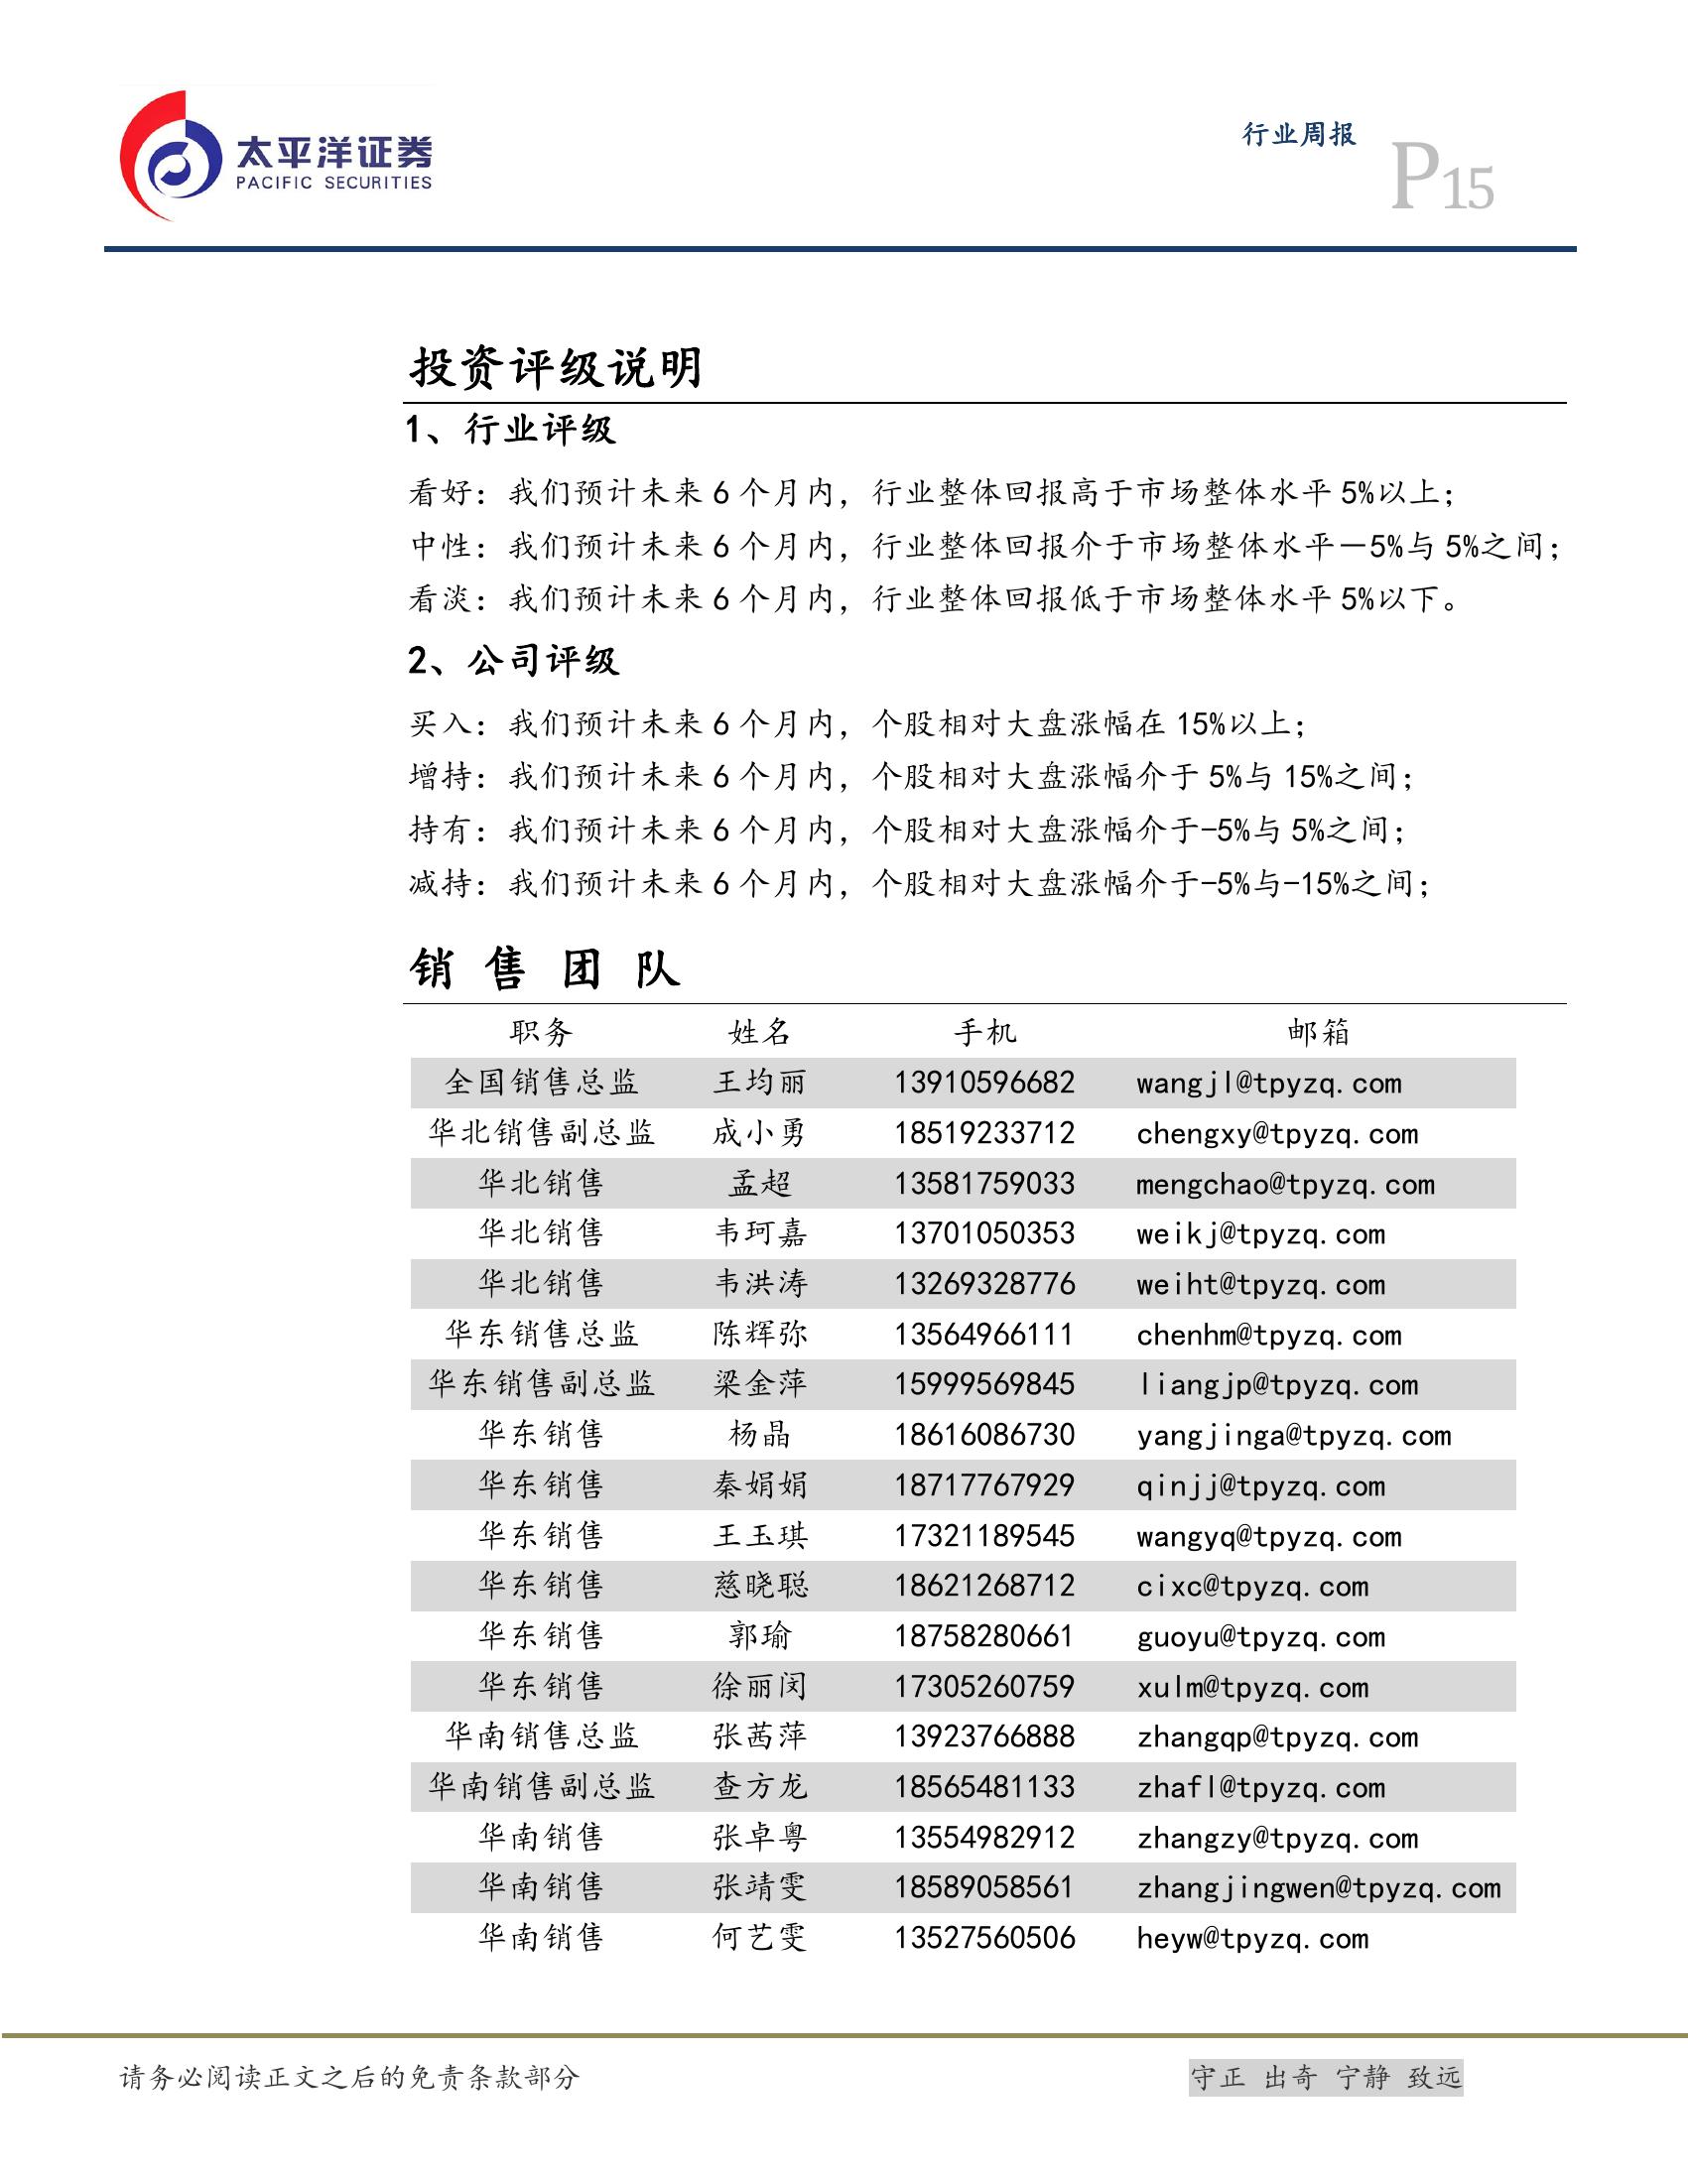 太平洋证券
PACIFIC SECURITIES
行业周报
P15
投资评级说明
1、行业评级
看好：我们预计未来 6 个月内，行业整体回报高于市场整体水平 5%以上；
中性：我们预计未来 6 个月内，行业整体回报介于市场整体水平－5%与 5%之间；
看淡：我们预计未来 6 个月内，行业整体回报低于市场整体水平 5%以下。
2、公司评级
买入：我们预计未来 6 个月内，个股相对大盘涨幅在 15%以上；
增持：我们预计未来 6 个月内，个股相对大盘涨幅介于 5%与 15%之间；
持有：我们预计未来 6 个月内，个股相对大盘涨幅介于-5%与 5%之间；
减持：我们预计未来 6 个月内，个股相对大盘涨幅介于-5%与-15%之间；
销 售 团 队
职务 姓名 手机 邮箱
全国销售总监 王均丽 13910596682 wangjl@tpyzq.com
华北销售副总监 成小勇 18519233712 chengxy@tpyzq.com
华北销售 孟超 13581759033 mengchao@tpyzq.com
华北销售 韦珂嘉 13701050353 weikj@tpyzq.com
华北销售 韦洪涛 13269328776 weiht@tpyzq.com
华东销售总监 陈辉弥 13564966111 chenhm@tpyzq.com
华东销售副总监 梁金萍 15999569845 liangjp@tpyzq.com
华东销售 杨晶 18616086730 yangjinga@tpyzq.com
华东销售 秦娟娟 18717767929 qinjj@tpyzq.com
华东销售 王玉琪 17321189545 wangyq@tpyzq.com
华东销售 慈晓聪 18621268712 cixc@tpyzq.com
华东销售 郭瑜 18758280661 guoyu@tpyzq.com
华东销售 徐丽闵 17305260759 xulm@tpyzq.com
华南销售总监 张茜萍 13923766888 zhangqp@tpyzq.com
华南销售副总监 查方龙 18565481133 zhafl@tpyzq.com
华南销售 张卓粤 13554982912 zhangzy@tpyzq.com
华南销售 张靖雯 18589058561 zhangjingwen@tpyzq.com
华南销售 何艺雯 13527560506 heyw@tpyzq.com
请务必阅读正文之后的免责条款部分
守正 出奇 宁静 致远